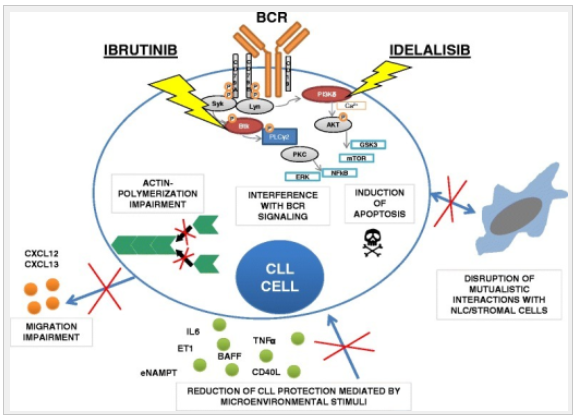 BCR
IBRUTINIB
IDELALISIB
P
P
P
P
Syk
Lyn
PI3Kδ
Ca²⁺
P
Btk
P
PLCγ2
AKT
P
GSK3
mTOR
PKC
NFkB
ERK
ACTIN-
POLYMERIZATION
IMPAIRMENT
INTERFERENCE
WITH BCR
SIGNALING
INDUCTION
OF
APOPTOSIS
CXCL12
CXCL13
CLL
CELL
MIGRATION
IMPAIRMENT
DISRUPTION OF
MUTUALISTIC
INTERACTIONS WITH
NLC/STROMAL CELLS
IL6
ET1
TNFα
BAFF
eNAMPT
CD40L
REDUCTION OF CLL PROTECTION MEDIATED BY
MICROENVIRONMENTAL STIMULI